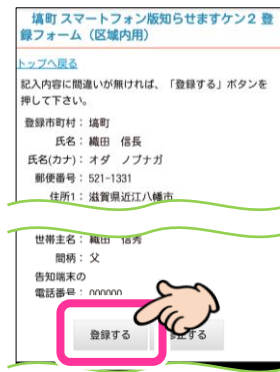 塙町 スマートフォン版知らせますケン２ 登
録フォーム（区域内用）
トップへ戻る
記入内容に間違いが無ければ、「登録する」ボタンを
押して下さい。
登録市町村： 塙町
氏名： 織田　信長
氏名(カナ)： オダ　ノブナガ
郵便番号： 521-1331
住所1： 滋賀県近江八幡市
世帯主名： 織田　信秀
間柄： 父
告知端末の
電話番号： 000000
登録する
する